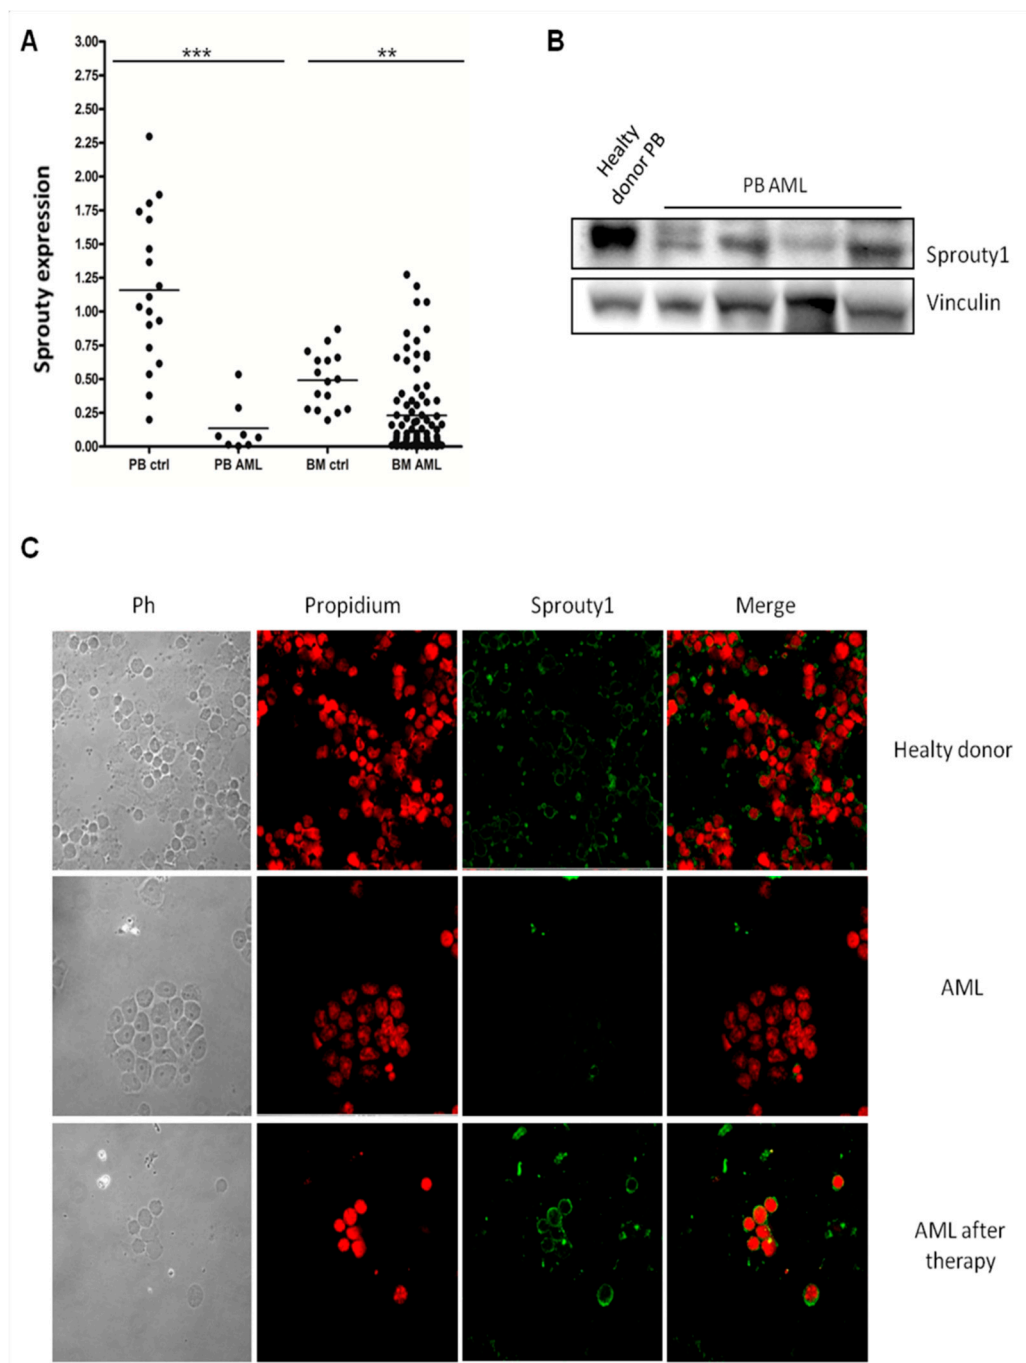 A
B
Sprouty expression
3.00
2.75
2.50
2.25
2.00
1.75
1.50
1.25
1.00
0.75
0.50
0.25
0.00
***
**
PB ctrl
PB AML
BM ctrl
BM AML
Healty
donor PB
PB AML
Sprouty1
Vinculin
C
Ph
Propidium
Sprouty1
Merge
Healty donor
AML
AML after
therapy